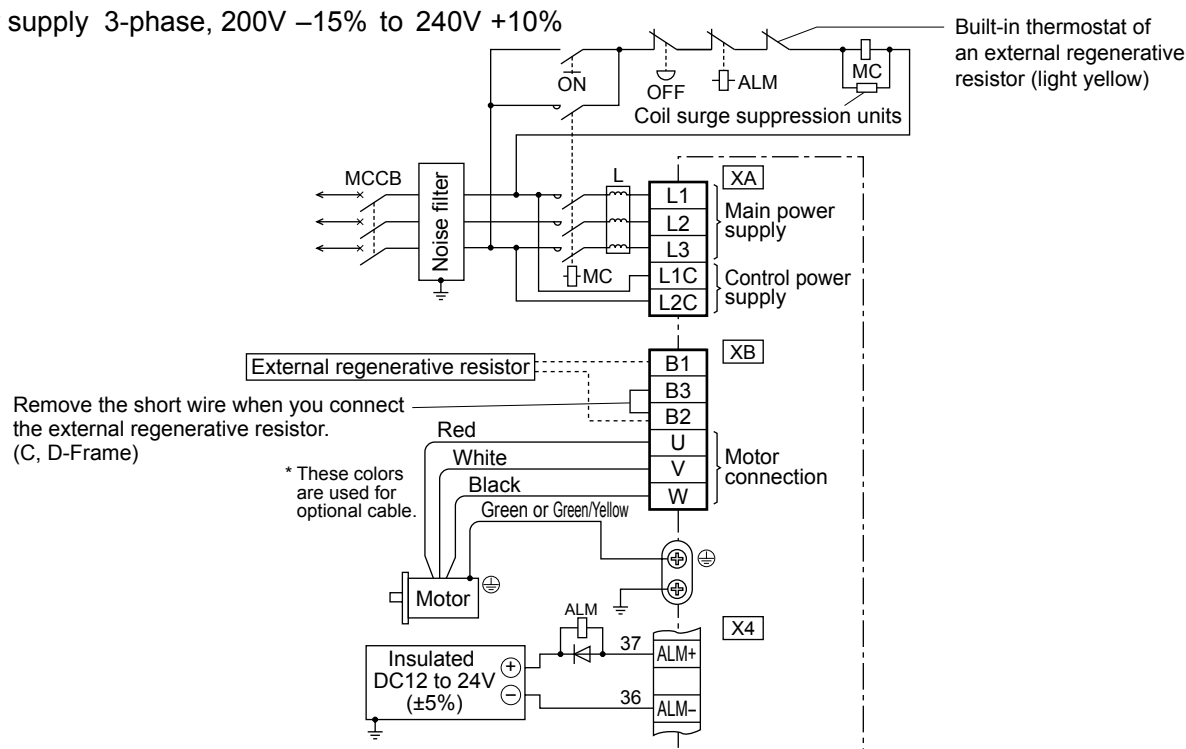 supply 3-phase, 200V –15% to 240V +10%
Built-in thermostat of
an external regenerative
resistor (light yellow)
ON
OFF
ALM
MC
Coil surge suppression units
MCCB
Noise filter
L
MC
XA
L1
L2
L3
L1C
L2C
Main power
supply
Control power
supply
XB
External regenerative resistor
B1
B3
B2
U
V
W
Remove the short wire when you connect
the external regenerative resistor.
(C, D-Frame)
Red
White
Black
Green or Green/Yellow
* These colors
are used for
optional cable.
Motor
connection
Motor
ALM
X4
37
ALM+
36
ALM–
Insulated
DC12 to 24V
(±5%)
+
−